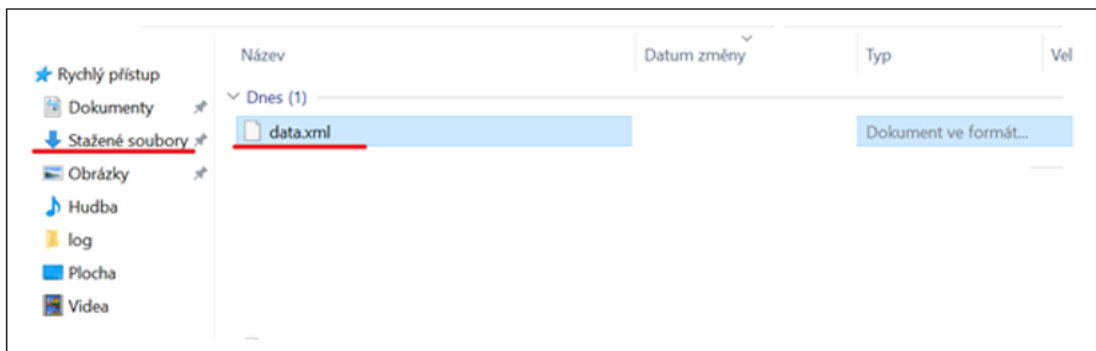 Název Datum změny Typ Vel
Rychlý přístup
Dokumenty
Stažené soubory
Obrázky
Hudba
log
Plocha
Videa
Dnes (1)
data.xml Dokument ve formát...